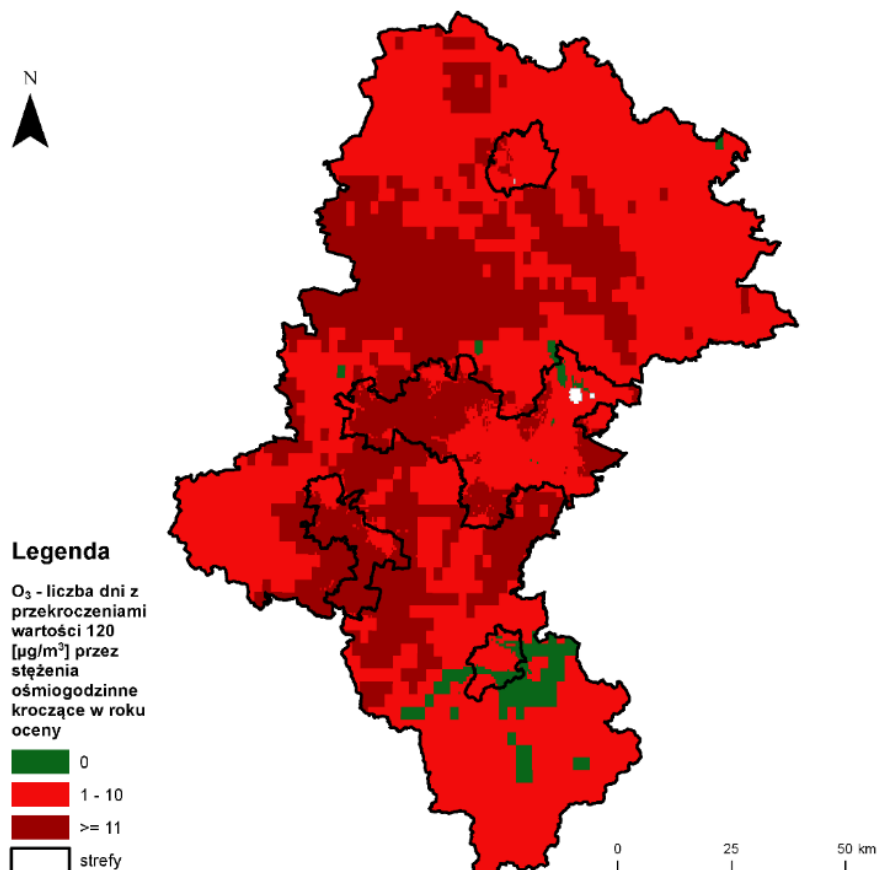 N
Legenda
O₃ - liczba dni z
przekroczeniami
wartości 120
[µg/m³] przez
stężenia
ośmiogodzinne
kroczące w roku
oceny
0
1 - 10
>= 11
strefy
0 25 50 km